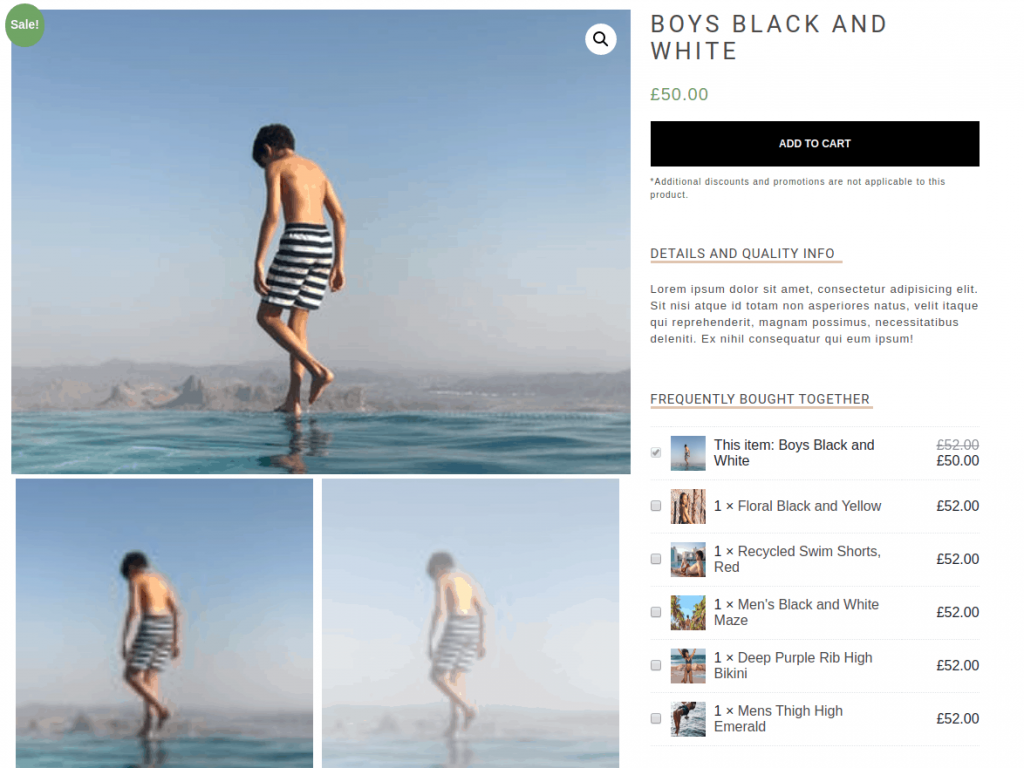 Sale!
BOYS BLACK AND
WHITE
£50.00
ADD TO CART
*Additional discounts and promotions are not applicable to this
product.
DETAILS AND QUALITY INFO
Lorem ipsum dolor sit amet, consectetur adipisicing elit.
Sit nisi atque id totam non asperiores natus, velit itaque
qui reprehenderit, magnam possimus, necessitatibus
deleniti. Ex nihil consequatur qui eum ipsum!
FREQUENTLY BOUGHT TOGETHER
This item: Boys Black and
White
£52.00
£50.00
1 × Floral Black and Yellow
£52.00
1 × Recycled Swim Shorts,
Red
£52.00
1 × Men's Black and White
Maze
£52.00
1 × Deep Purple Rib High
Bikini
£52.00
1 × Mens Thigh High
Emerald
£52.00